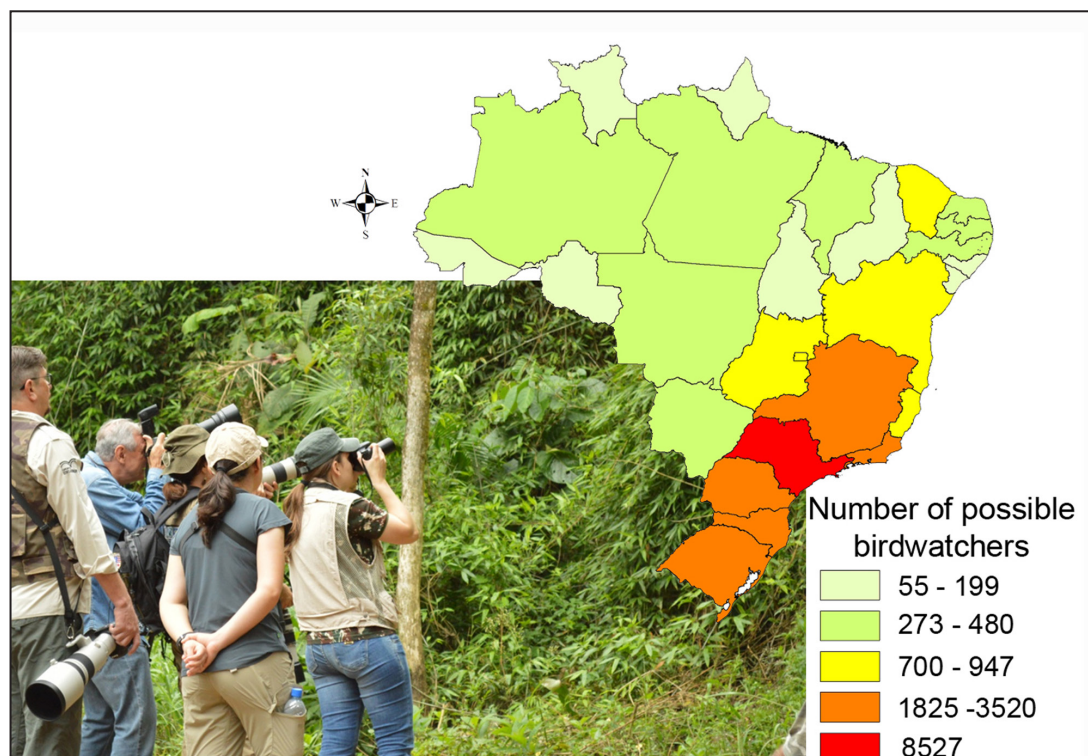 N
W E
S
Number of possible
birdwatchers
55 - 199
273 - 480
700 - 947
1825 -3520
8527